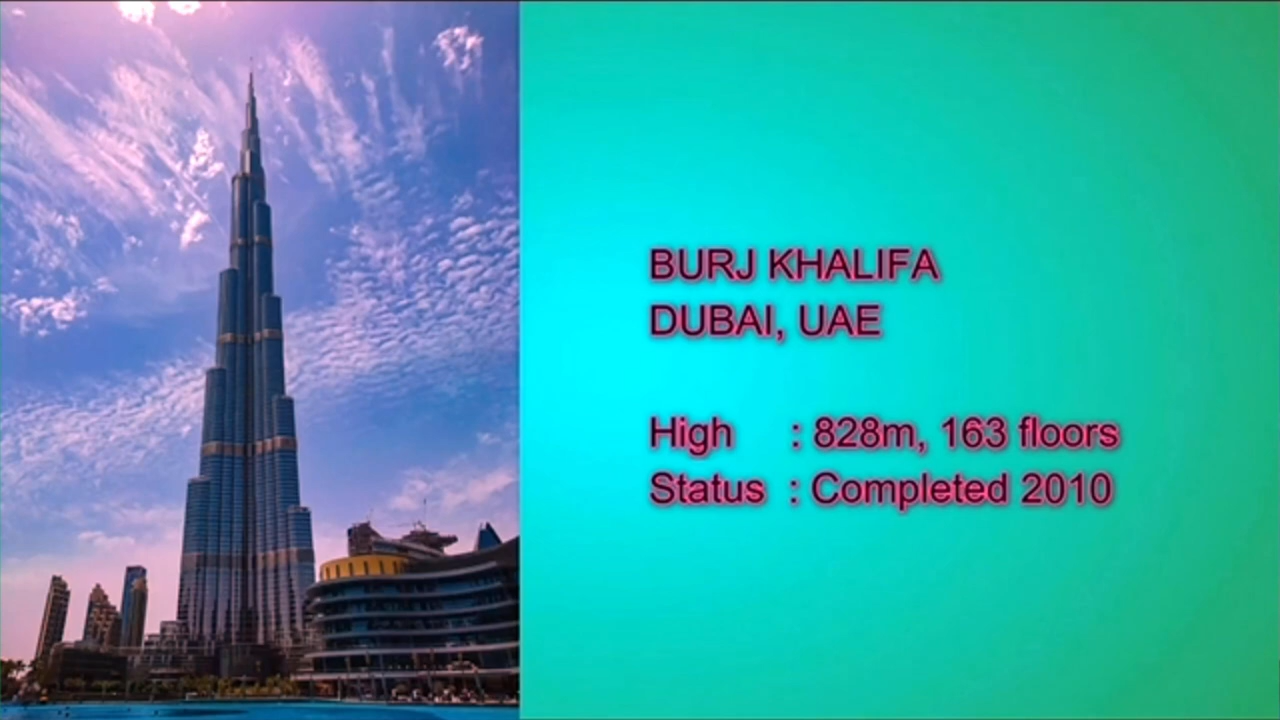 BURJ KHALIFA
DUBAI, UAE
High : 828m, 163 floors
Status : Completed 2010